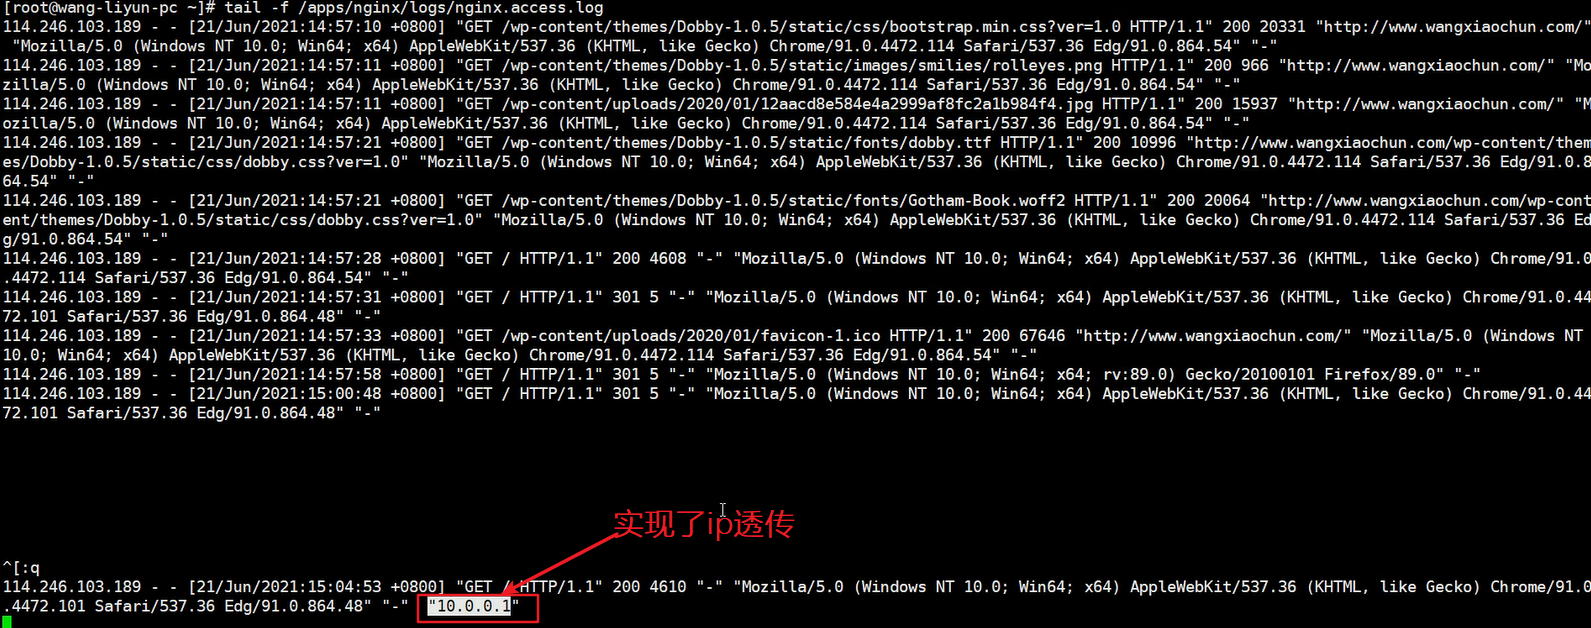 [root@wang-liyun-pc ~]# tail -f /apps/nginx/logs/nginx.access.log
114.246.103.189 - - [21/Jun/2021:14:57:10 +0800] "GET /wp-content/themes/Dobby-1.0.5/static/css/bootstrap.min.css?ver=1.0 HTTP/1.1" 200 20331 "http://www.wangxiaochun.com/"
"Mozilla/5.0 (Windows NT 10.0; Win64; x64) AppleWebKit/537.36 (KHTML, like Gecko) Chrome/91.0.4472.114 Safari/537.36 Edg/91.0.864.54" "-"
114.246.103.189 - - [21/Jun/2021:14:57:11 +0800] "GET /wp-content/themes/Dobby-1.0.5/static/images/smilies/rolleyes.png HTTP/1.1" 200 966 "http://www.wangxiaochun.com/" "Mo
zilla/5.0 (Windows NT 10.0; Win64; x64) AppleWebKit/537.36 (KHTML, like Gecko) Chrome/91.0.4472.114 Safari/537.36 Edg/91.0.864.54" "-"
114.246.103.189 - - [21/Jun/2021:14:57:11 +0800] "GET /wp-content/uploads/2020/01/12aacd8e584e4a2999af8fc2a1b984f4.jpg HTTP/1.1" 200 15937 "http://www.wangxiaochun.com/" "M
ozilla/5.0 (Windows NT 10.0; Win64; x64) AppleWebKit/537.36 (KHTML, like Gecko) Chrome/91.0.4472.114 Safari/537.36 Edg/91.0.864.54" "-"
114.246.103.189 - - [21/Jun/2021:14:57:21 +0800] "GET /wp-content/themes/Dobby-1.0.5/static/fonts/dobby.ttf HTTP/1.1" 200 10996 "http://www.wangxiaochun.com/wp-content/them
es/Dobby-1.0.5/static/css/dobby.css?ver=1.0" "Mozilla/5.0 (Windows NT 10.0; Win64; x64) AppleWebKit/537.36 (KHTML, like Gecko) Chrome/91.0.4472.114 Safari/537.36 Edg/91.0.8
64.54" "-"
114.246.103.189 - - [21/Jun/2021:14:57:21 +0800] "GET /wp-content/themes/Dobby-1.0.5/static/fonts/Gotham-Book.woff2 HTTP/1.1" 200 20064 "http://www.wangxiaochun.com/wp-cont
ent/themes/Dobby-1.0.5/static/css/dobby.css?ver=1.0" "Mozilla/5.0 (Windows NT 10.0; Win64; x64) AppleWebKit/537.36 (KHTML, like Gecko) Chrome/91.0.4472.114 Safari/537.36 Ed
g/91.0.864.54" "-"
114.246.103.189 - - [21/Jun/2021:14:57:28 +0800] "GET / HTTP/1.1" 200 4608 "-" "Mozilla/5.0 (Windows NT 10.0; Win64; x64) AppleWebKit/537.36 (KHTML, like Gecko) Chrome/91.0
.4472.114 Safari/537.36 Edg/91.0.864.54" "-"
114.246.103.189 - - [21/Jun/2021:14:57:31 +0800] "GET / HTTP/1.1" 301 5 "-" "Mozilla/5.0 (Windows NT 10.0; Win64; x64) AppleWebKit/537.36 (KHTML, like Gecko) Chrome/91.0.44
72.101 Safari/537.36 Edg/91.0.864.48" "-"
114.246.103.189 - - [21/Jun/2021:14:57:33 +0800] "GET /wp-content/uploads/2020/01/favicon-1.ico HTTP/1.1" 200 67646 "http://www.wangxiaochun.com/" "Mozilla/5.0 (Windows NT
10.0; Win64; x64) AppleWebKit/537.36 (KHTML, like Gecko) Chrome/91.0.4472.114 Safari/537.36 Edg/91.0.864.54" "-"
114.246.103.189 - - [21/Jun/2021:14:57:58 +0800] "GET / HTTP/1.1" 301 5 "-" "Mozilla/5.0 (Windows NT 10.0; Win64; x64; rv:89.0) Gecko/20100101 Firefox/89.0" "-"
114.246.103.189 - - [21/Jun/2021:15:00:48 +0800] "GET / HTTP/1.1" 301 5 "-" "Mozilla/5.0 (Windows NT 10.0; Win64; x64) AppleWebKit/537.36 (KHTML, like Gecko) Chrome/91.0.44
72.101 Safari/537.36 Edg/91.0.864.48" "-"
实现了ip透传
^[:q
114.246.103.189 - - [21/Jun/2021:15:04:53 +0800] "GET / HTTP/1.1" 200 4610 "-" "Mozilla/5.0 (Windows NT 10.0; Win64; x64) AppleWebKit/537.36 (KHTML, like Gecko) Chrome/91.0
.4472.101 Safari/537.36 Edg/91.0.864.48" "-" "10.0.0.1"